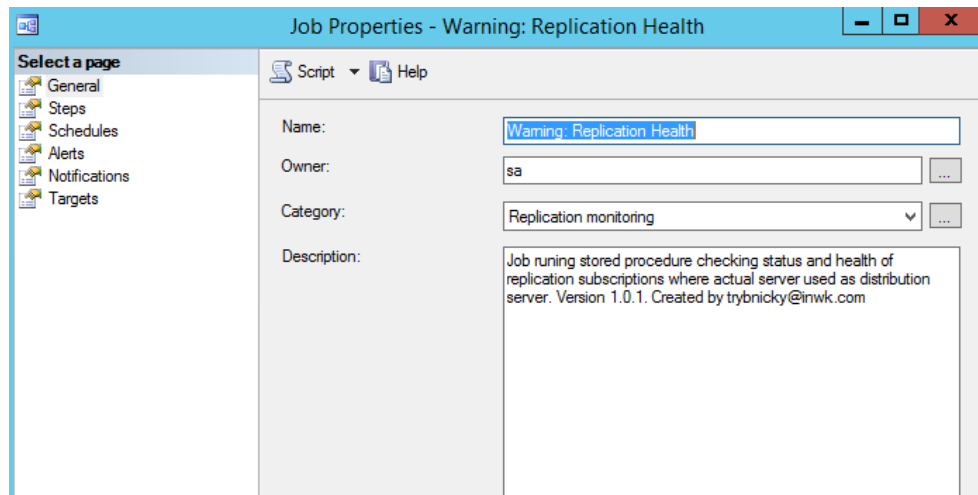 Job Properties - Warning: Replication Health
Select a page
General
Steps
Schedules
Alerts
Notifications
Targets
Script
Help
Name:
Warning: Replication Health
Owner:
sa
...
Category:
Replication monitoring
...
Description:
Job runing stored procedure checking status and health of
replication subscriptions where actual server used as distribution
server. Version 1.0.1. Created by trybnicky@inwk.com